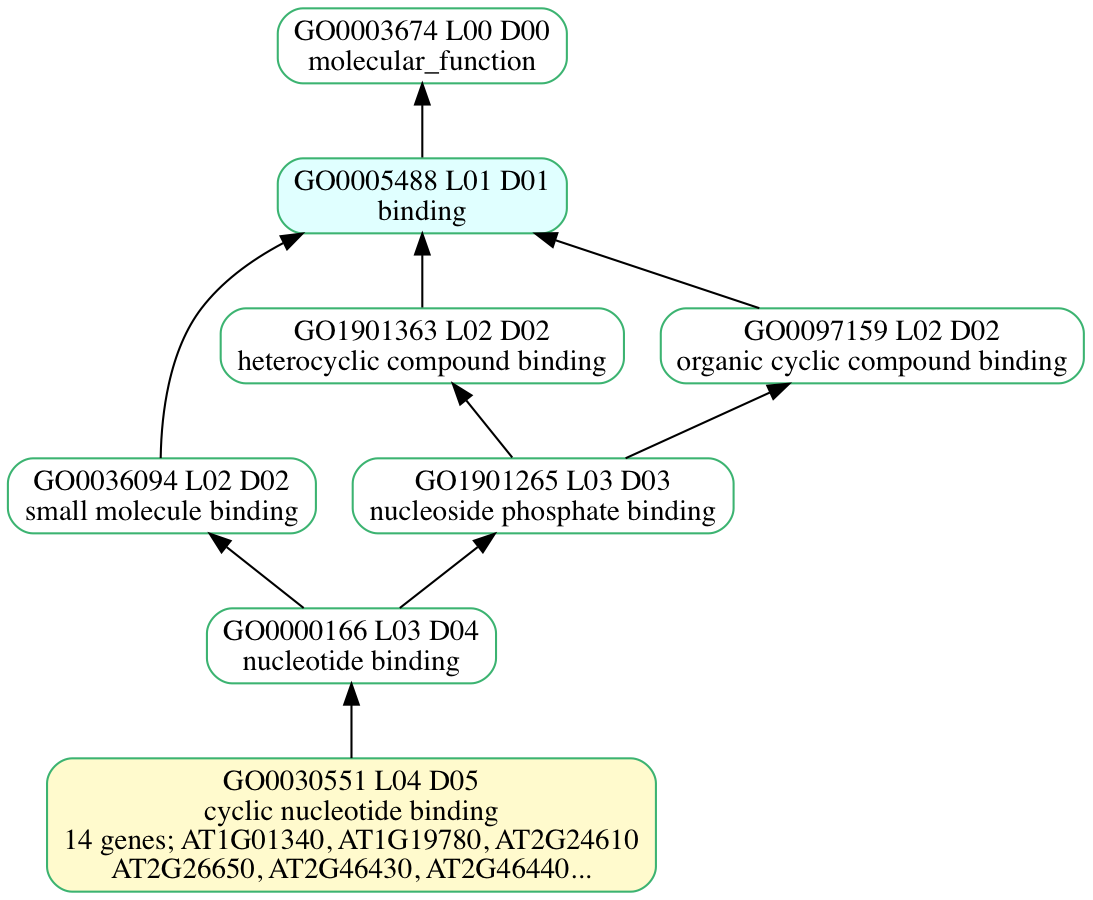 GO0003674 L00 D00
molecular_function
GO0005488 L01 D01
binding
GO1901363 L02 D02
heterocyclic compound binding
GO0097159 L02 D02
organic cyclic compound binding
GO0036094 L02 D02
small molecule binding
GO1901265 L03 D03
nucleoside phosphate binding
GO0000166 L03 D04
nucleotide binding
GO0030551 L04 D05
cyclic nucleotide binding
14 genes; AT1G01340, AT1G19780, AT2G24610
AT2G26650, AT2G46430, AT2G46440...